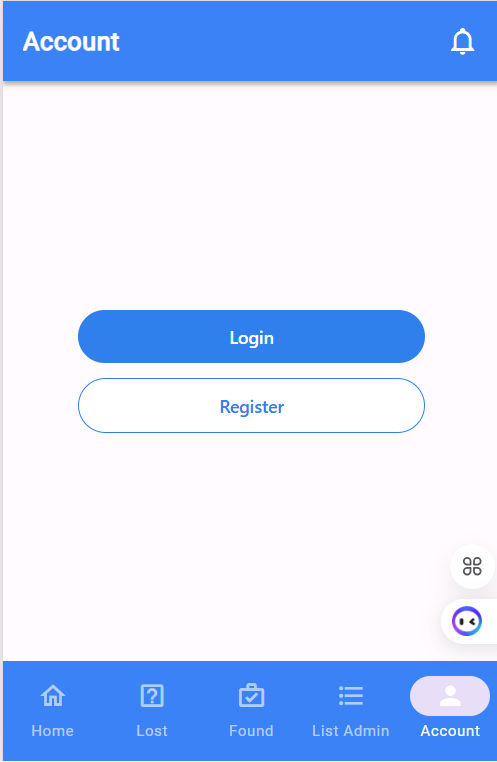 Account
Login
Register
Home Lost Found List Admin Account